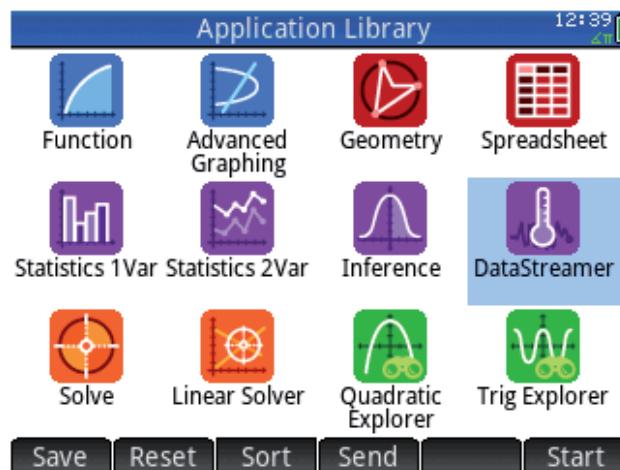 Application Library
12:39
∡π
Function
Advanced
Graphing
Geometry
Spreadsheet
Statistics 1Var
Statistics 2Var
Inference
DataStreamer
Solve
Linear Solver
Quadratic
Explorer
Trig Explorer
Save
Reset
Sort
Send
Start